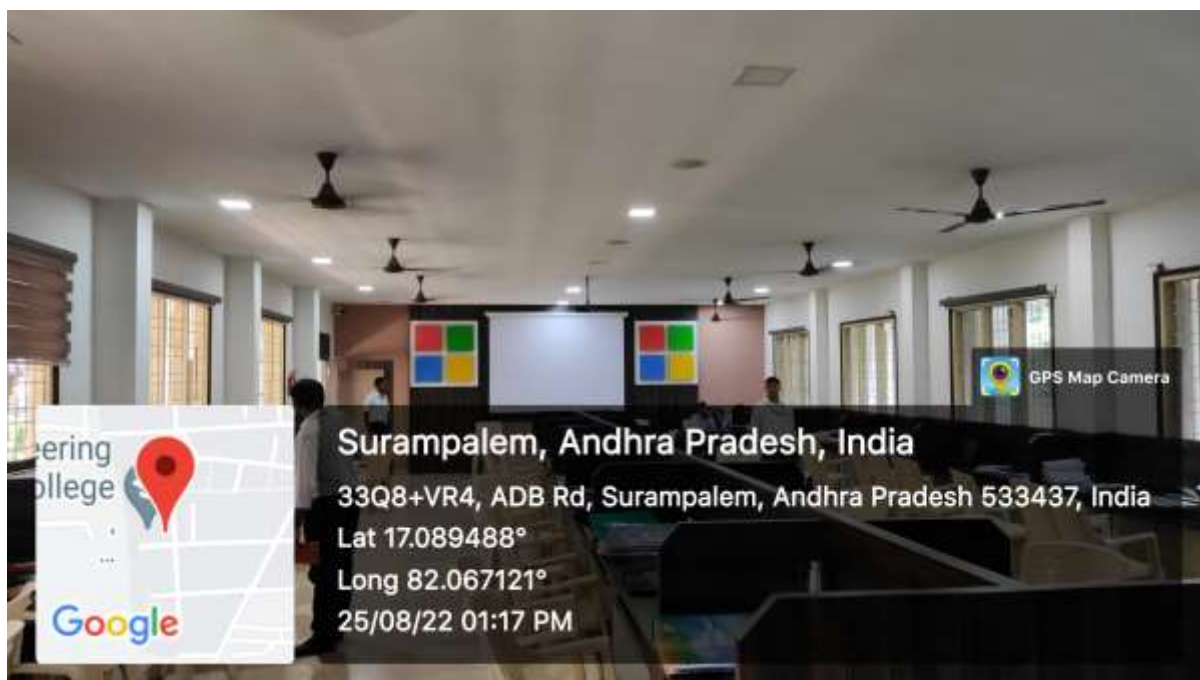 GPS Map Camera
Surampalem, Andhra Pradesh, India
33Q8+VR4, ADB Rd, Surampalem, Andhra Pradesh 533437, India
Lat 17.089488°
Long 82.067121°
25/08/22 01:17 PM
eering
ollege
Google